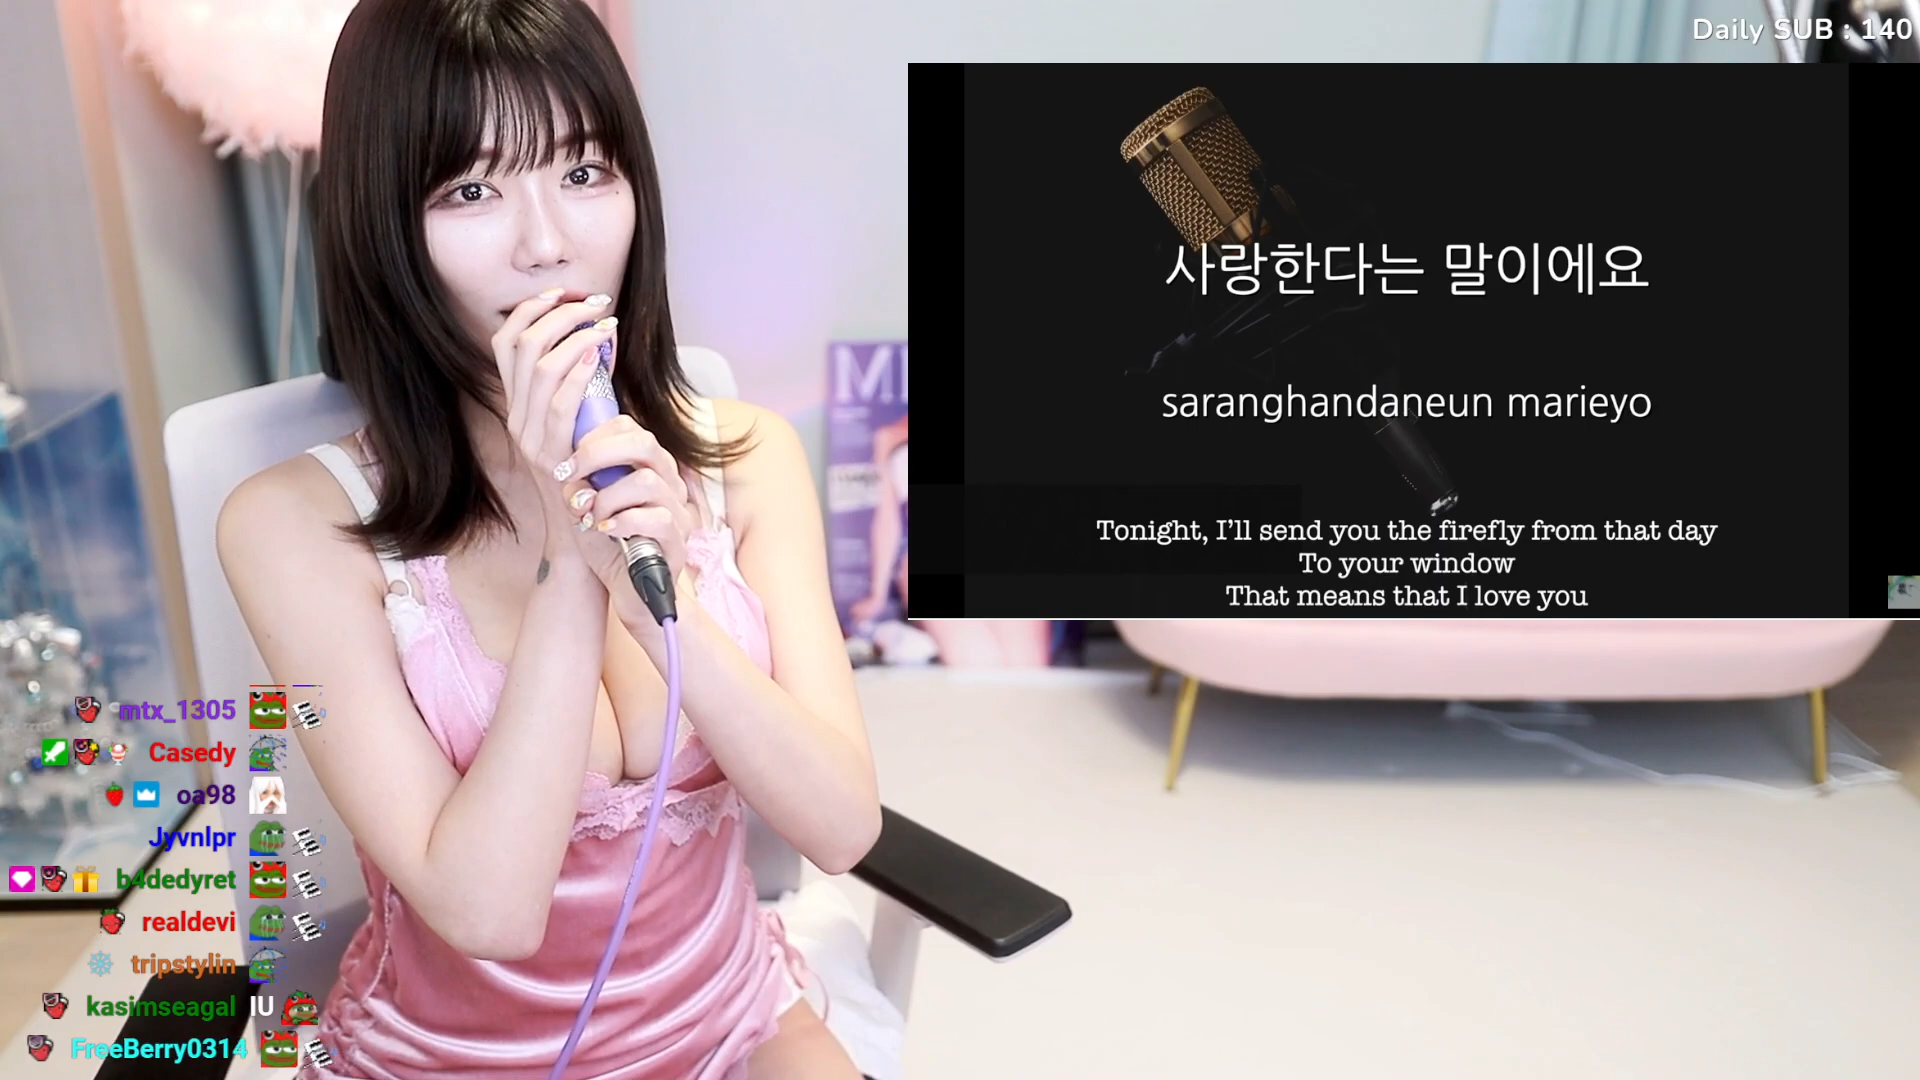 Daily SUB : 140
사랑한다는 말이에요
saranghandaneun marieyo
Tonight, I'll send you the firefly from that day
To your window
That means that I love you
mtx_1305
Casedy
oa98
Jyvnlpr
b4dedyret
realdevi
tripstylin
kasimseagal IU
FreeBerry0314